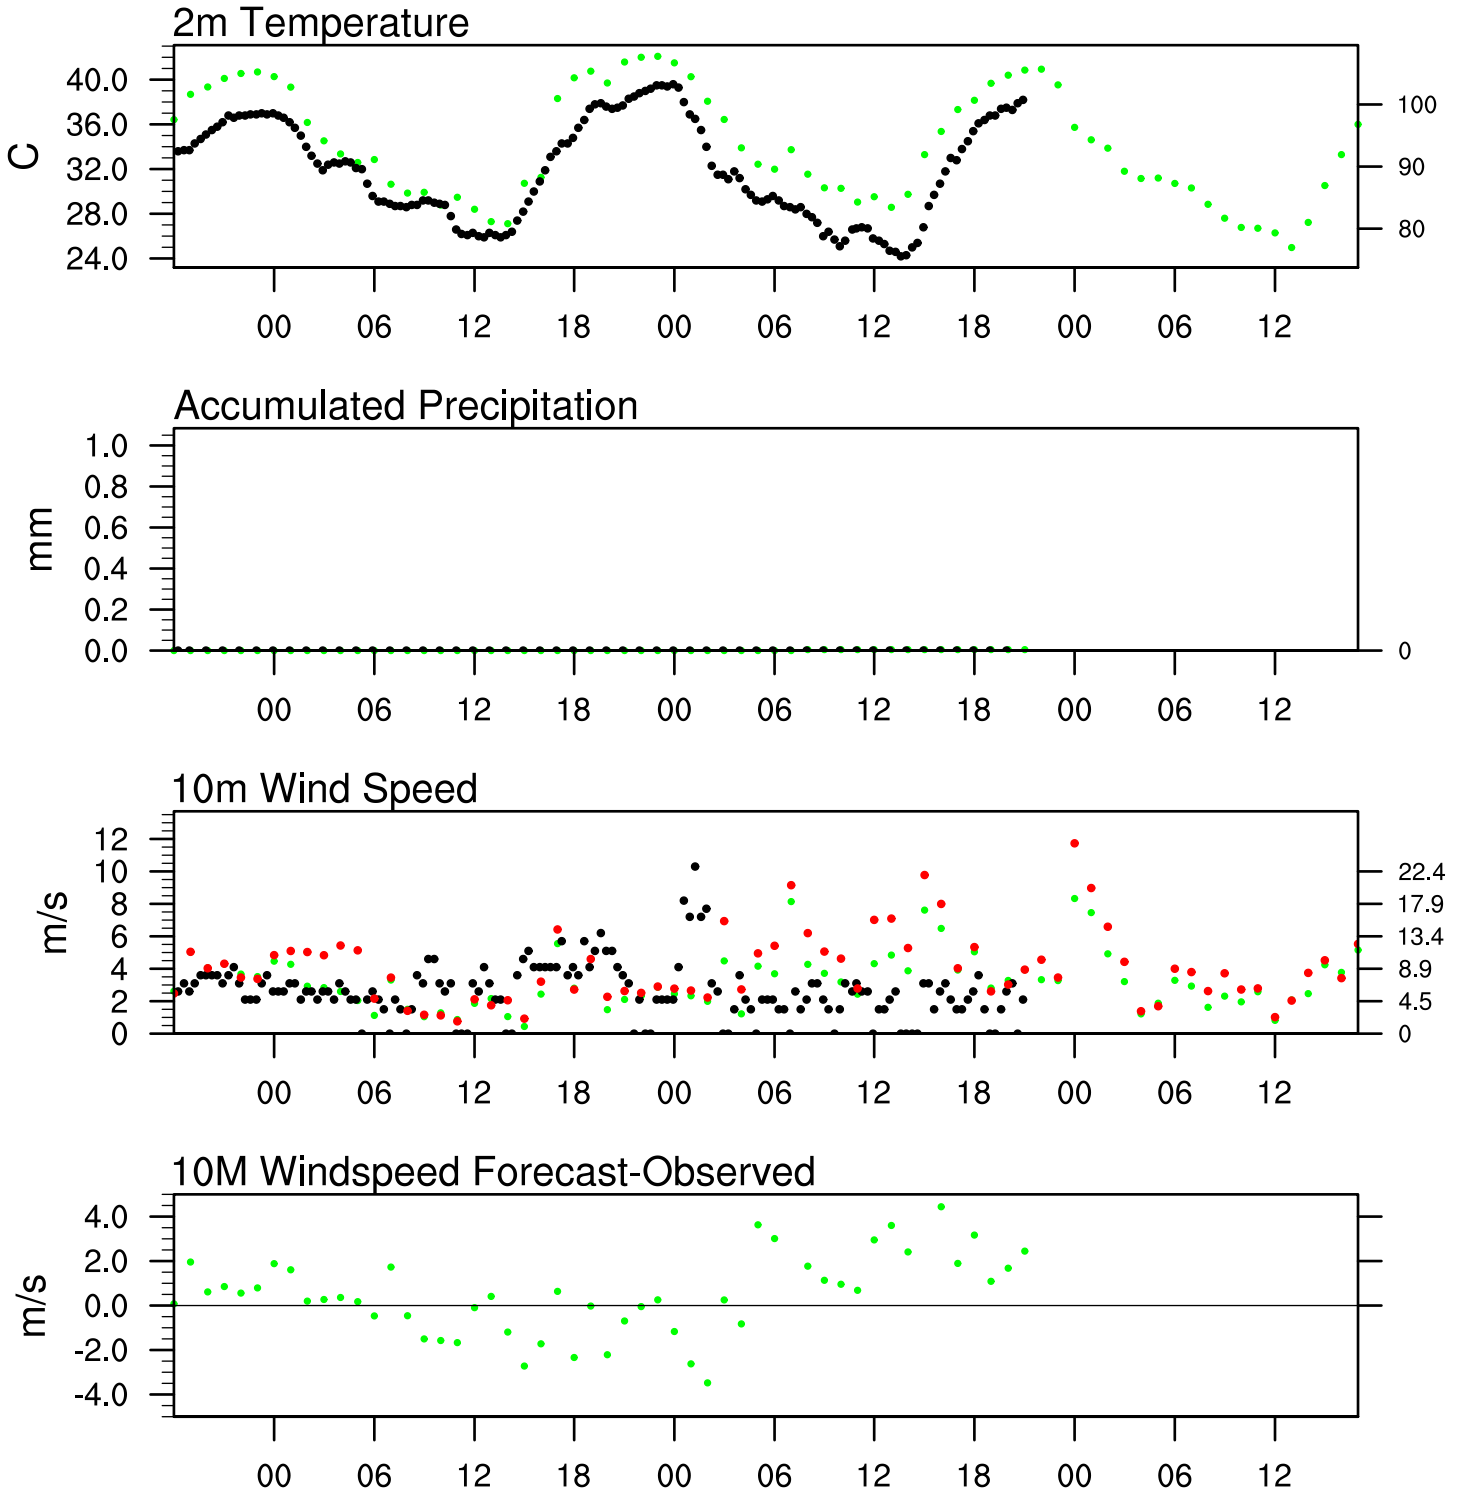 2m Temperature
40.0
36.0
32.0
28.0
24.0
C
100
90
80
00 06 12 18 00 06 12 18 00 06 12
Accumulated Precipitation
1.0
0.8
0.6
0.4
0.2
0.0
mm
0
00 06 12 18 00 06 12 18 00 06 12
10m Wind Speed
12
10
8
6
4
2
0
m/s
22.4
17.9
13.4
8.9
4.5
0
00 06 12 18 00 06 12 18 00 06 12
10M Windspeed Forecast-Observed
4.0
2.0
0.0
-2.0
-4.0
m/s
00 06 12 18 00 06 12 18 00 06 12